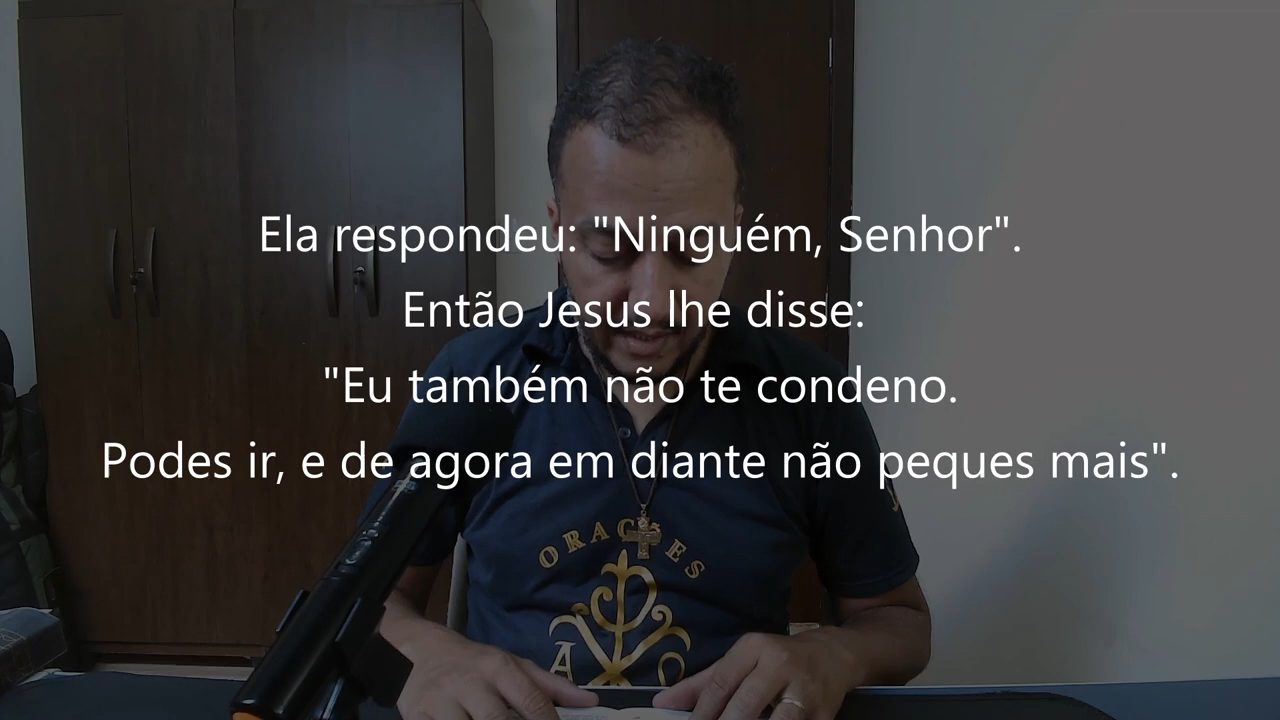 Ela respondeu: "Ninguém, Senhor".
Então Jesus lhe disse:
"Eu também não te condeno.
Podes ir, e de agora em diante não peques mais".
ORAÇÕES